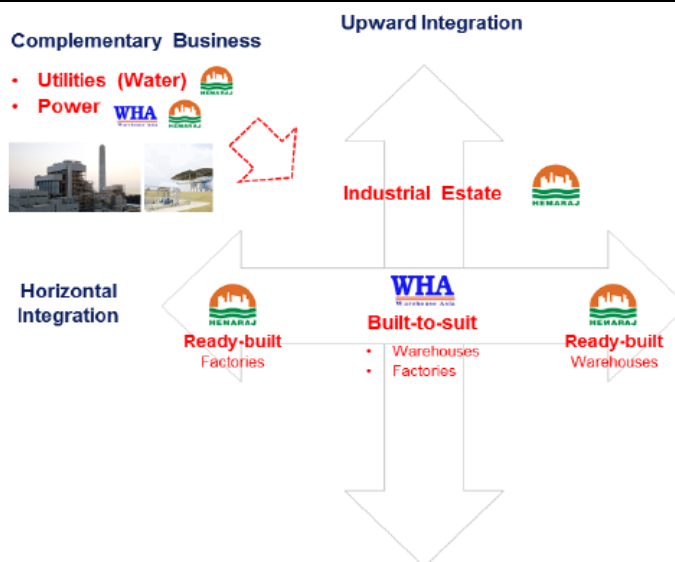 Upward Integration
Complementary Business
• Utilities (Water) HEMARAJ
• Power WHA Warehouse Asia HEMARAJ
Industrial Estate HEMARAJ
Horizontal
Integration
HEMARAJ
Ready-built
Factories
WHA
Warehouse Asia
Built-to-suit
• Warehouses
• Factories
HEMARAJ
Ready-built
Warehouses